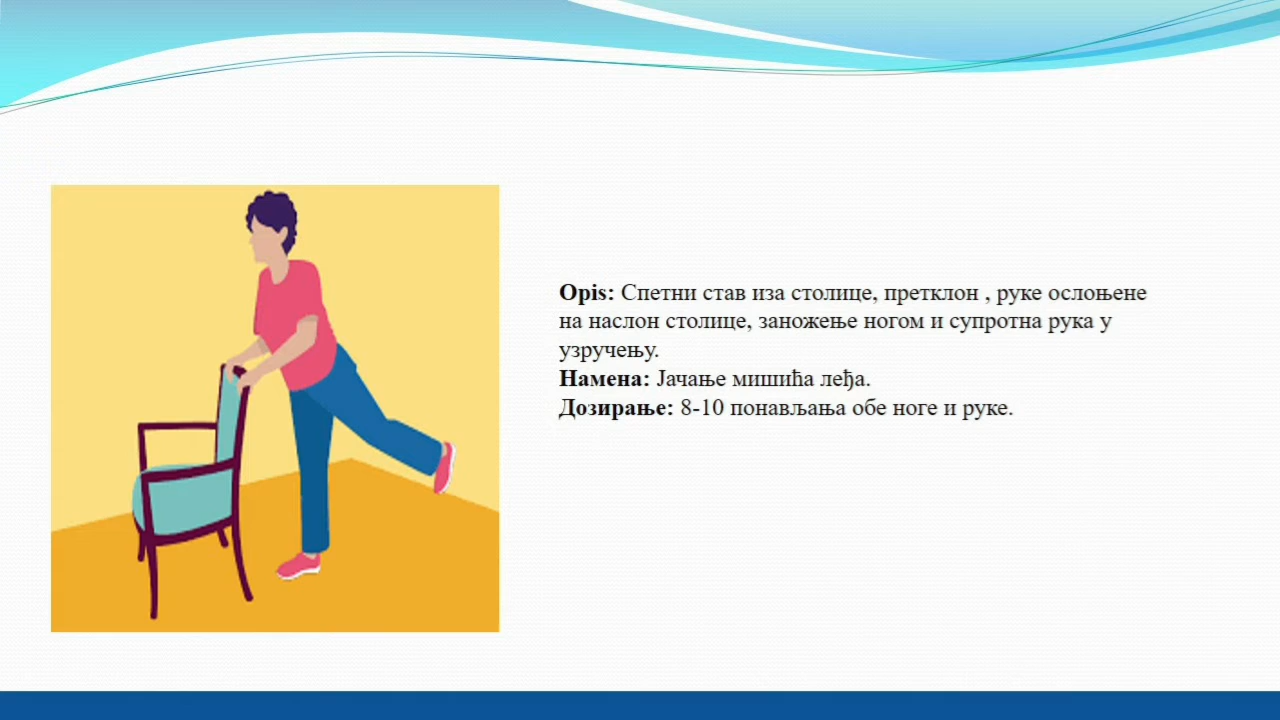 Opis: Спетни став иза столице, претклон , руке ослоњене
на наслон столице, заножење ногом и супротна рука у
узручењу.
Намена: Јачање мишића леђа.
Дозирање: 8-10 понављања обе ноге и руке.